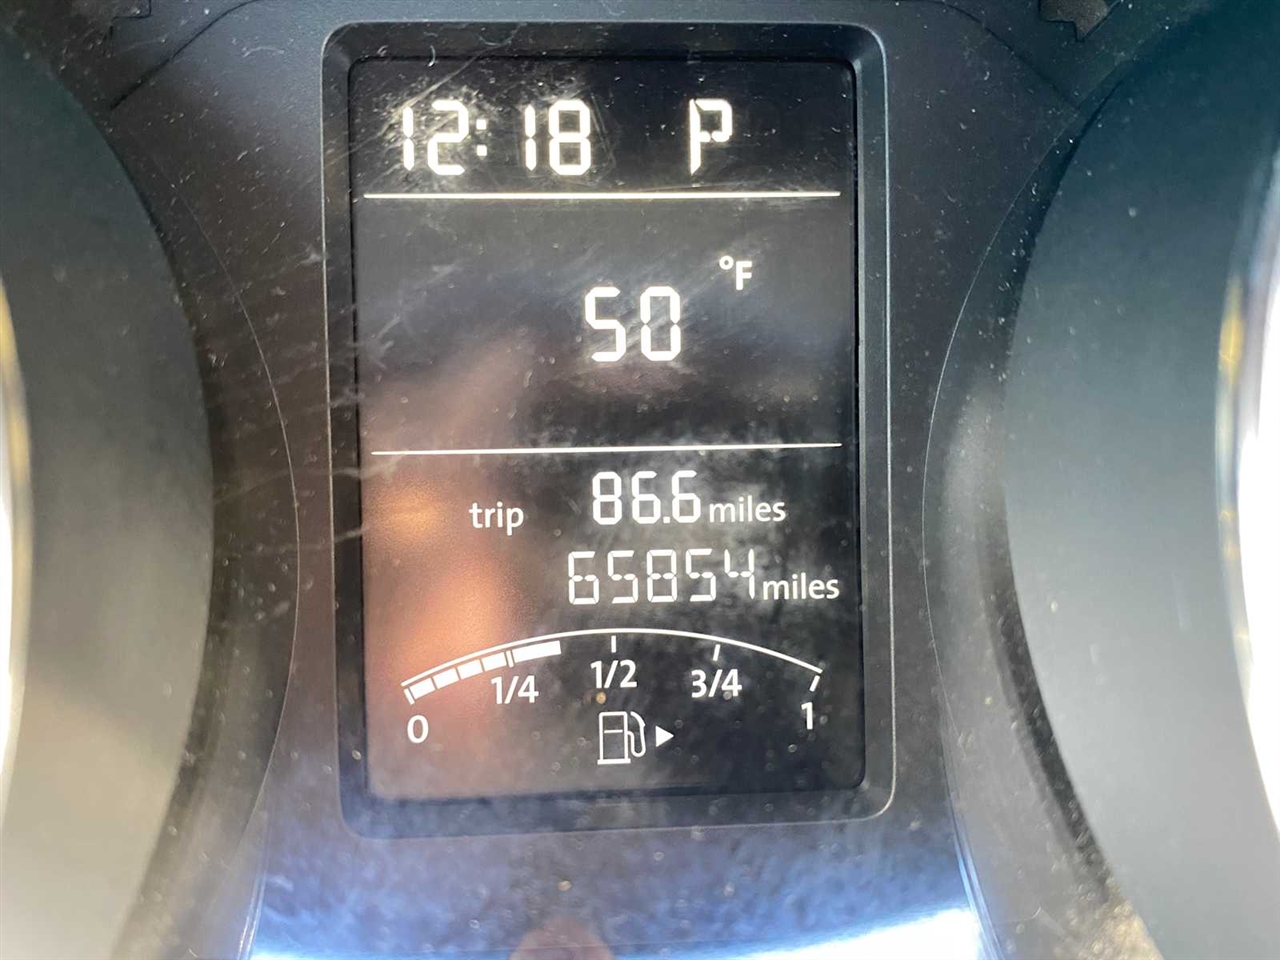 12:18 P
°F
50
trip 86.6 miles
65854 miles
0 1/4 1/2 3/4 1